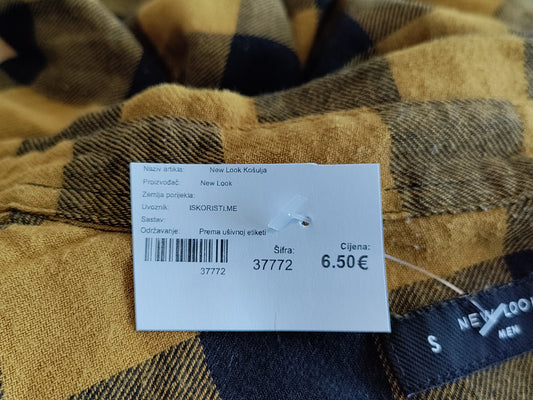 Naziv artikla: New Look Košulja
Proizvođač: New Look
Zemlja porijekla:
Uvoznik: ISKORISTI.ME
Sastav:
Održavanje: Prema ušivnoj etiketi
Šifra: Cijena:
37772 37772 6.50€
S NEW LOOK
MEN